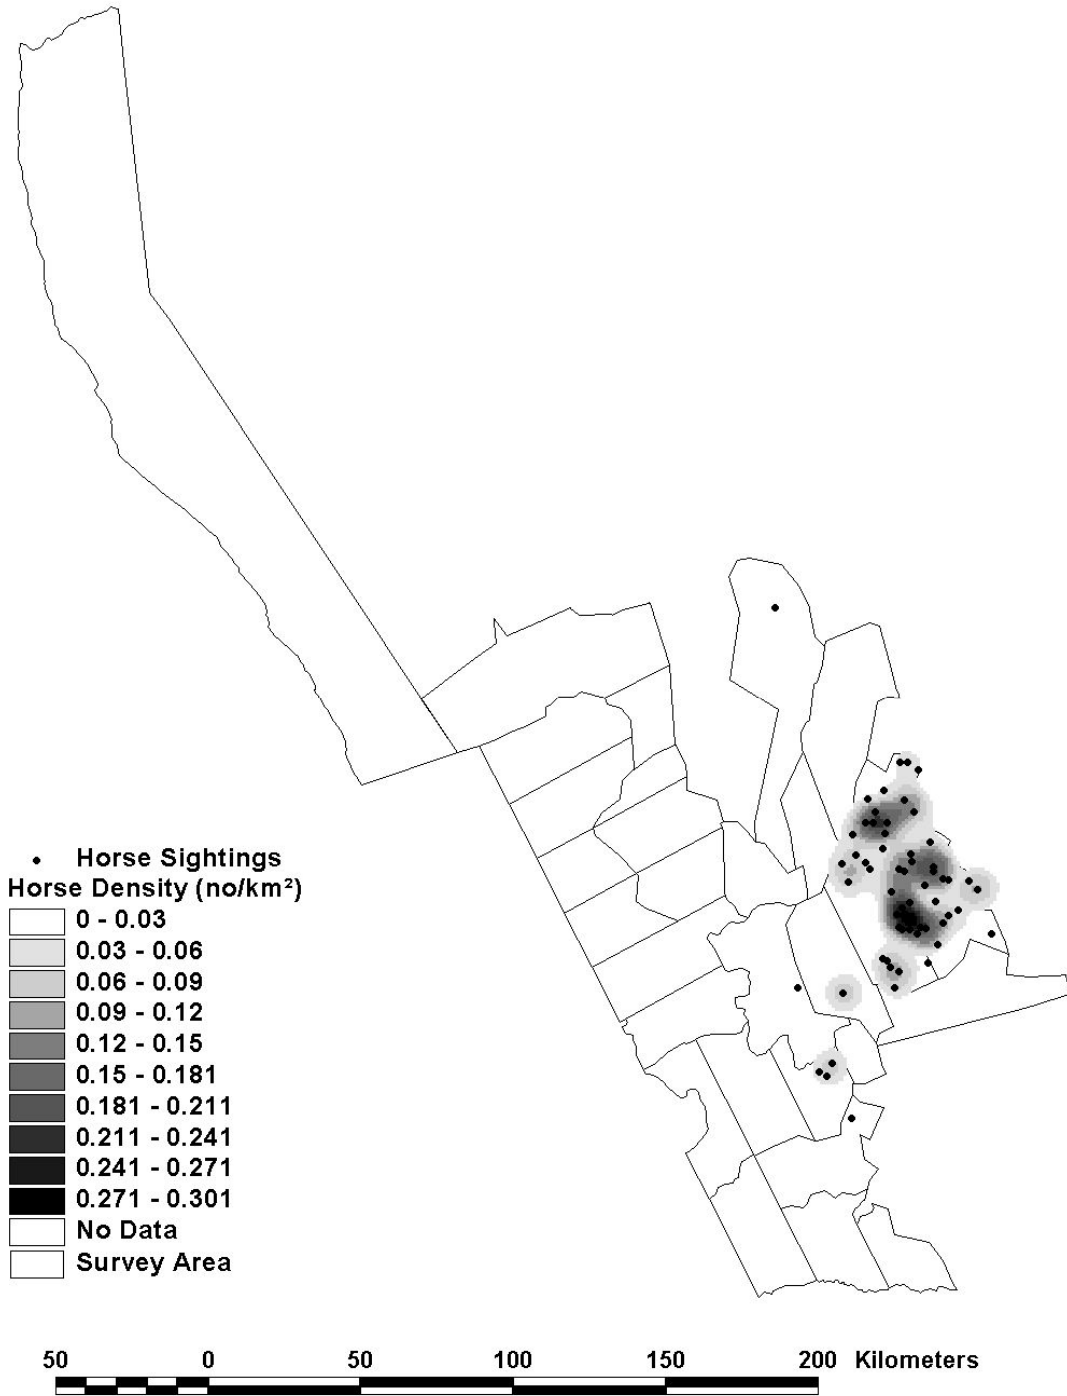 Horse Sightings
Horse Density (no/km²)
0 - 0.03
0.03 - 0.06
0.06 - 0.09
0.09 - 0.12
0.12 - 0.15
0.15 - 0.181
0.181 - 0.211
0.211 - 0.241
0.241 - 0.271
0.271 - 0.301
No Data
Survey Area
50 0 50 100 150 200 Kilometers